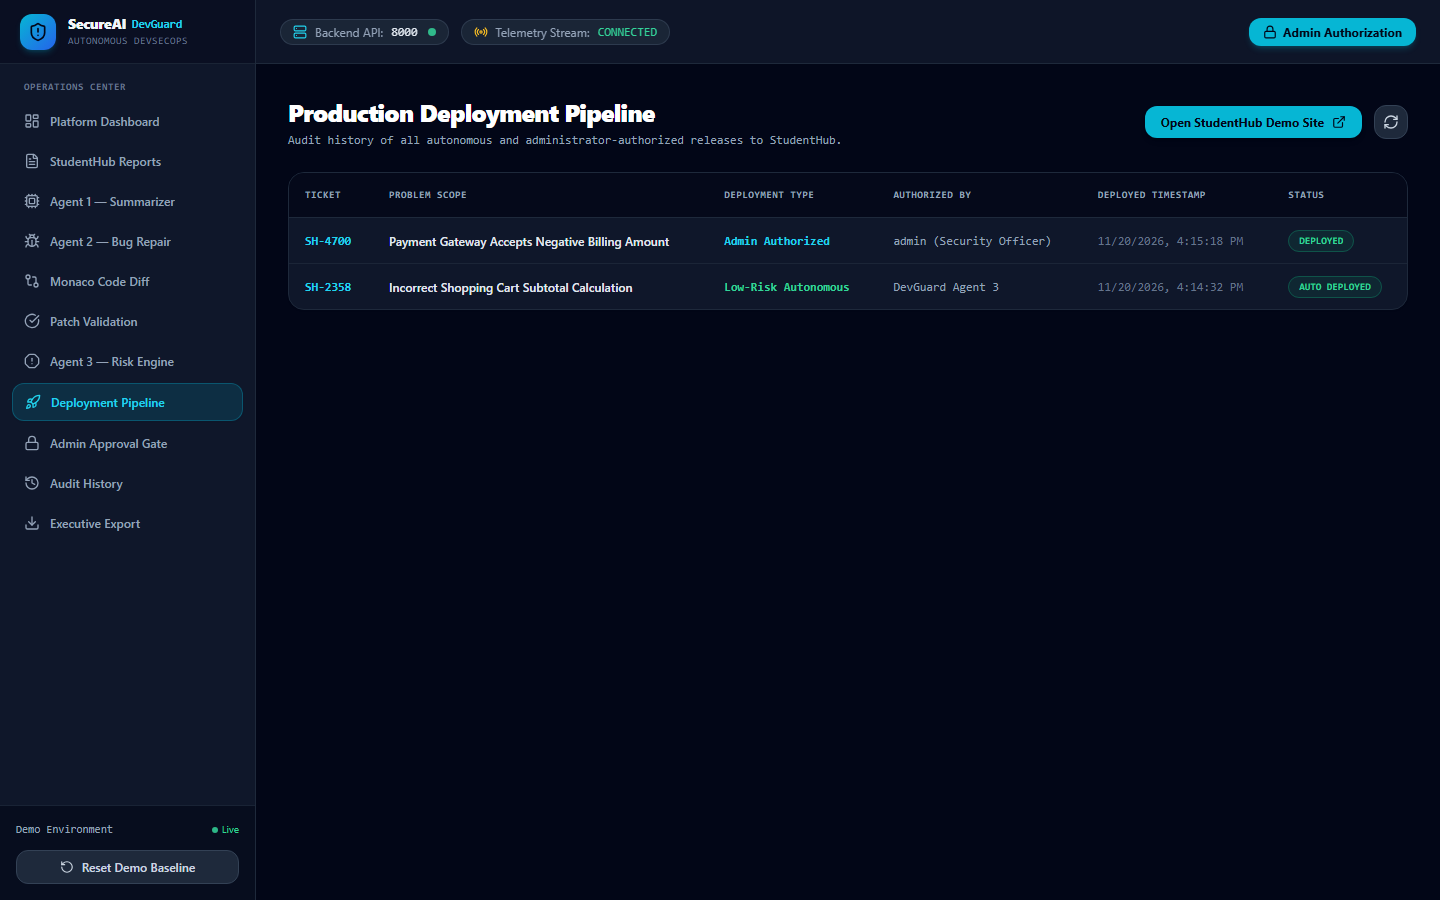 SecureAI DevGuard
AUTONOMOUS DEVSECOPS
Backend API: 8000
Telemetry Stream: CONNECTED
Admin Authorization
OPERATIONS CENTER
Platform Dashboard
StudentHub Reports
Agent 1 — Summarizer
Agent 2 — Bug Repair
Monaco Code Diff
Patch Validation
Agent 3 — Risk Engine
Deployment Pipeline
Admin Approval Gate
Audit History
Executive Export
Demo Environment
Live
Reset Demo Baseline
Production Deployment Pipeline
Audit history of all autonomous and administrator-authorized releases to StudentHub.
Open StudentHub Demo Site
TICKET PROBLEM SCOPE DEPLOYMENT TYPE AUTHORIZED BY DEPLOYED TIMESTAMP STATUS
SH-4700 Payment Gateway Accepts Negative Billing Amount Admin Authorized admin (Security Officer) 11/20/2026, 4:15:18 PM DEPLOYED
SH-2358 Incorrect Shopping Cart Subtotal Calculation Low-Risk Autonomous DevGuard Agent 3 11/20/2026, 4:14:32 PM AUTO DEPLOYED